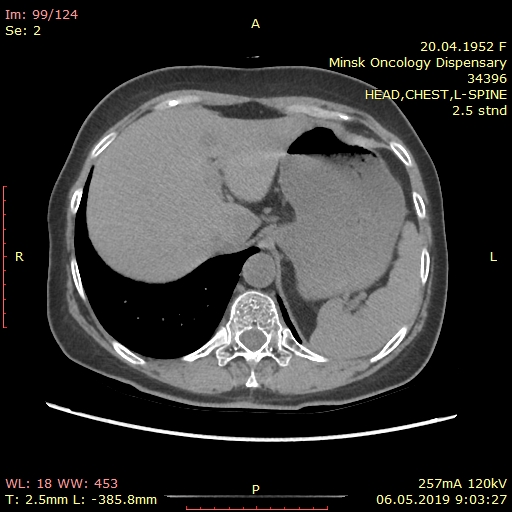 Im: 99/124
Se: 2
A
20.04.1952 F
Minsk Oncology Dispensary
34396
HEAD,CHEST,L-SPINE
2.5 stnd
R
L
WL: 18 WW: 453
T: 2.5mm L: -385.8mm
P
257mA 120kV
06.05.2019 9:03:27